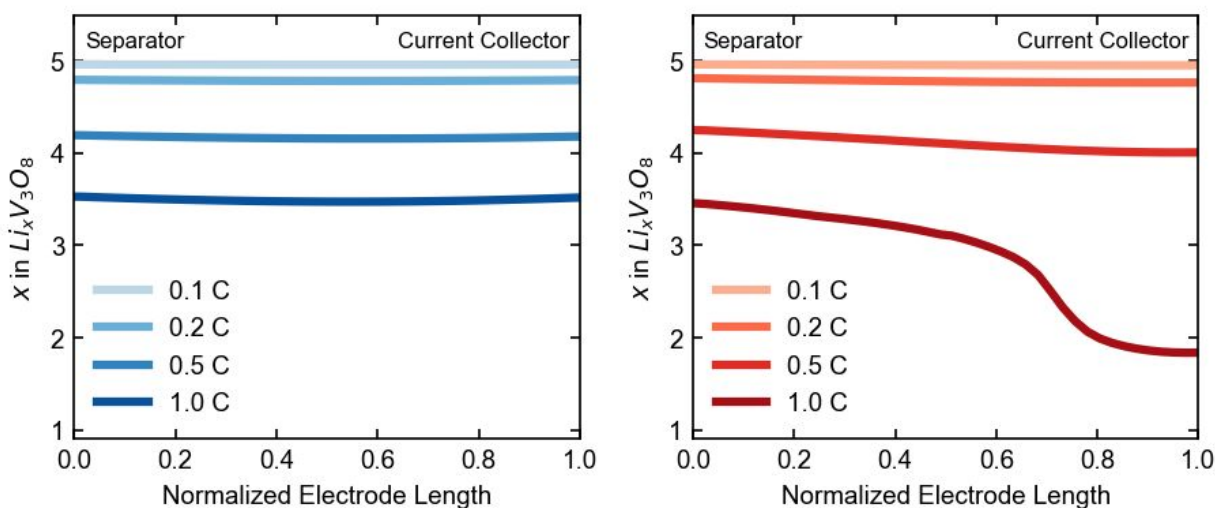 Separator Current Collector
5
4
3
2
1
x in LixV3O8
0.1 C
0.2 C
0.5 C
1.0 C
0.0 0.2 0.4 0.6 0.8 1.0
Normalized Electrode Length
Separator Current Collector
5
4
3
2
1
x in LixV3O8
0.1 C
0.2 C
0.5 C
1.0 C
0.0 0.2 0.4 0.6 0.8 1.0
Normalized Electrode Length